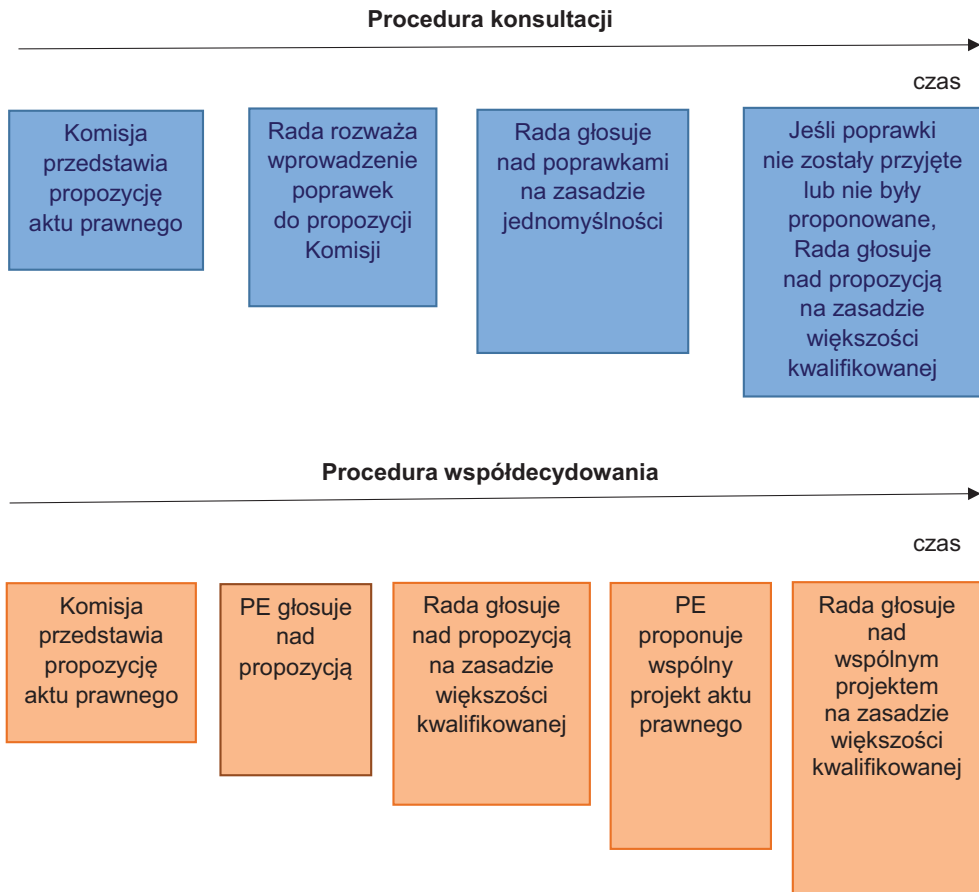 Procedura konsultacji
czas
Komisja
przedstawia
propozycję
aktu prawnego
Rada rozważa
wprowadzenie
poprawek
do propozycji
Komisji
Rada głosuje
nad poprawkami
na zasadzie
jednomyślności
Jeśli poprawki
nie zostały przyjęte
lub nie były
proponowane,
Rada głosuje
nad propozycją
na zasadzie
większości
kwalifikowanej
Procedura współdecydowania
czas
Komisja
przedstawia
propozycję
aktu prawnego
PE głosuje
nad
propozycją
Rada głosuje
nad propozycją
na zasadzie
większości
kwalifikowanej
PE
proponuje
wspólny
projekt aktu
prawnego
Rada głosuje
nad
wspólnym
projektem
na zasadzie
większości
kwalifikowanej